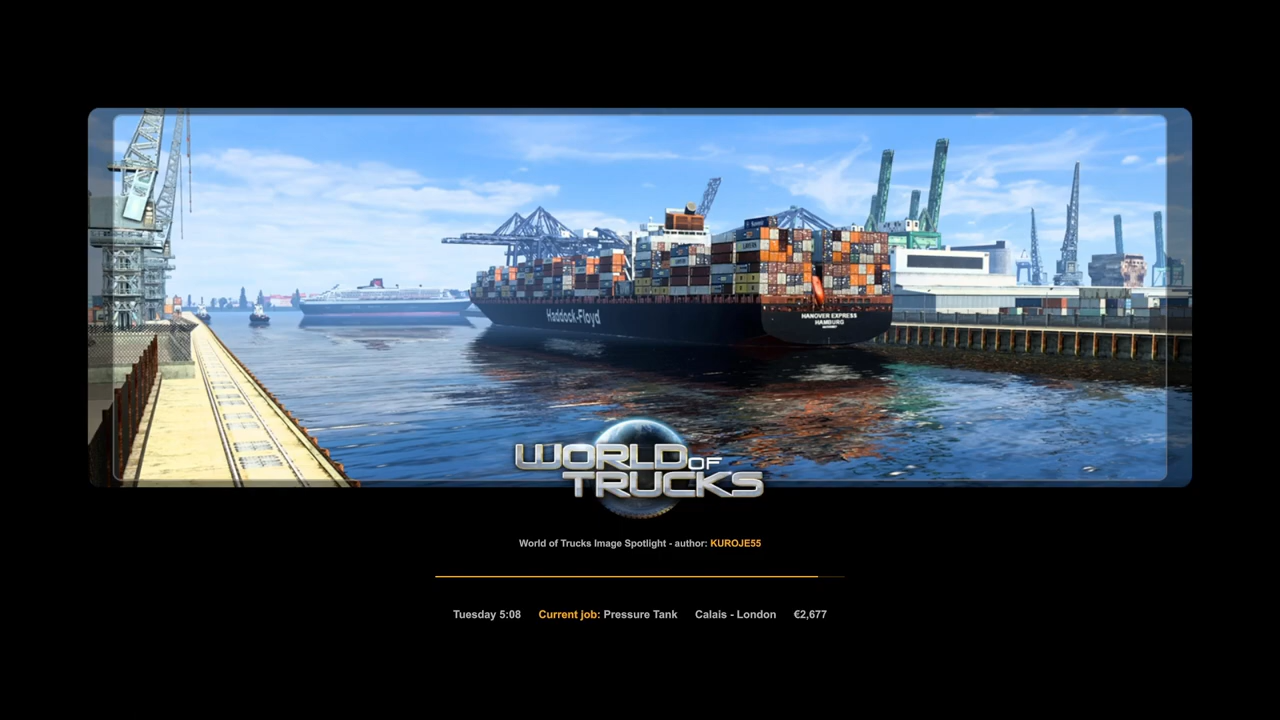 Haddock-Floyd
HANOVER EXPRESS
HAMBURG
WORLD OF
TRUCKS
World of Trucks Image Spotlight - author: KUROJE55
Tuesday 5:08 Current job: Pressure Tank Calais - London €2,677